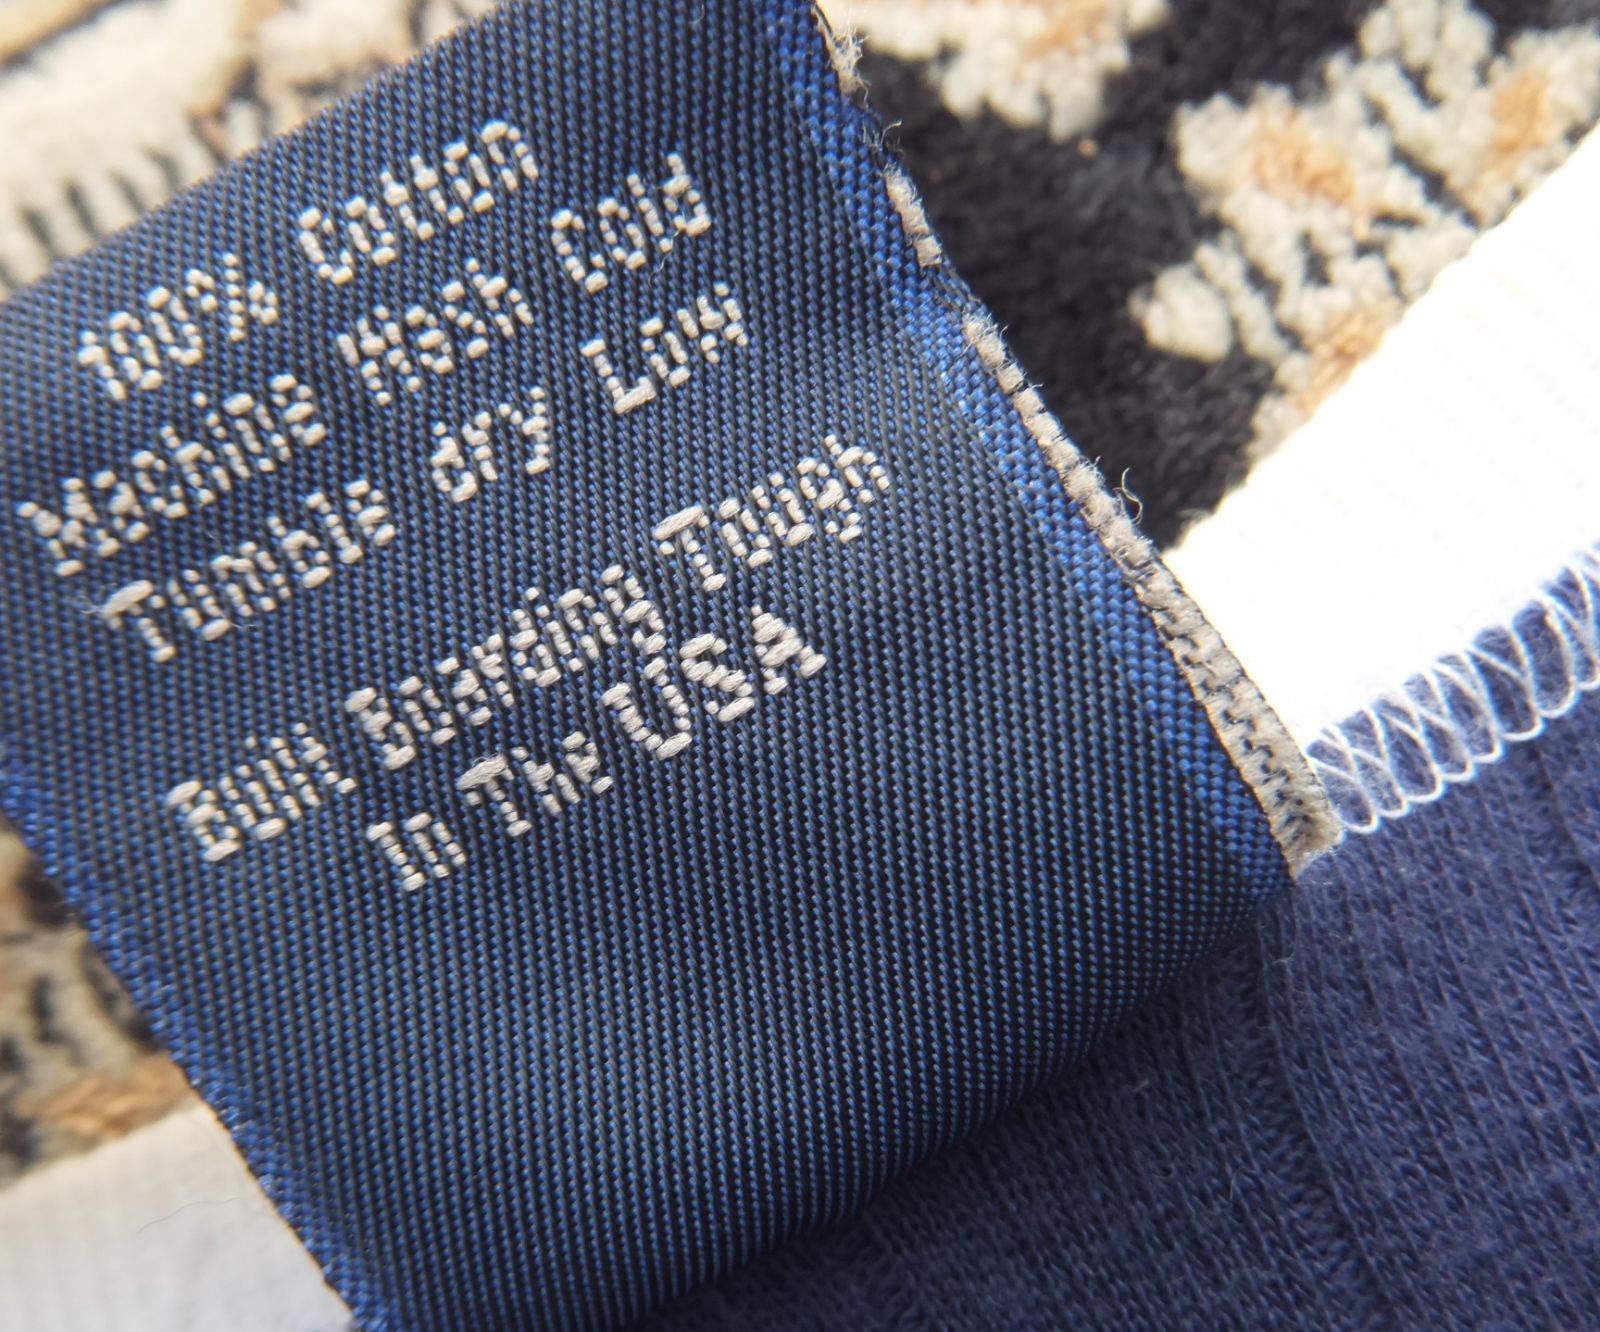 100% Cotton
Machine Wash Cold
Tumble dry Low
Built Boarding Tough
In The USA